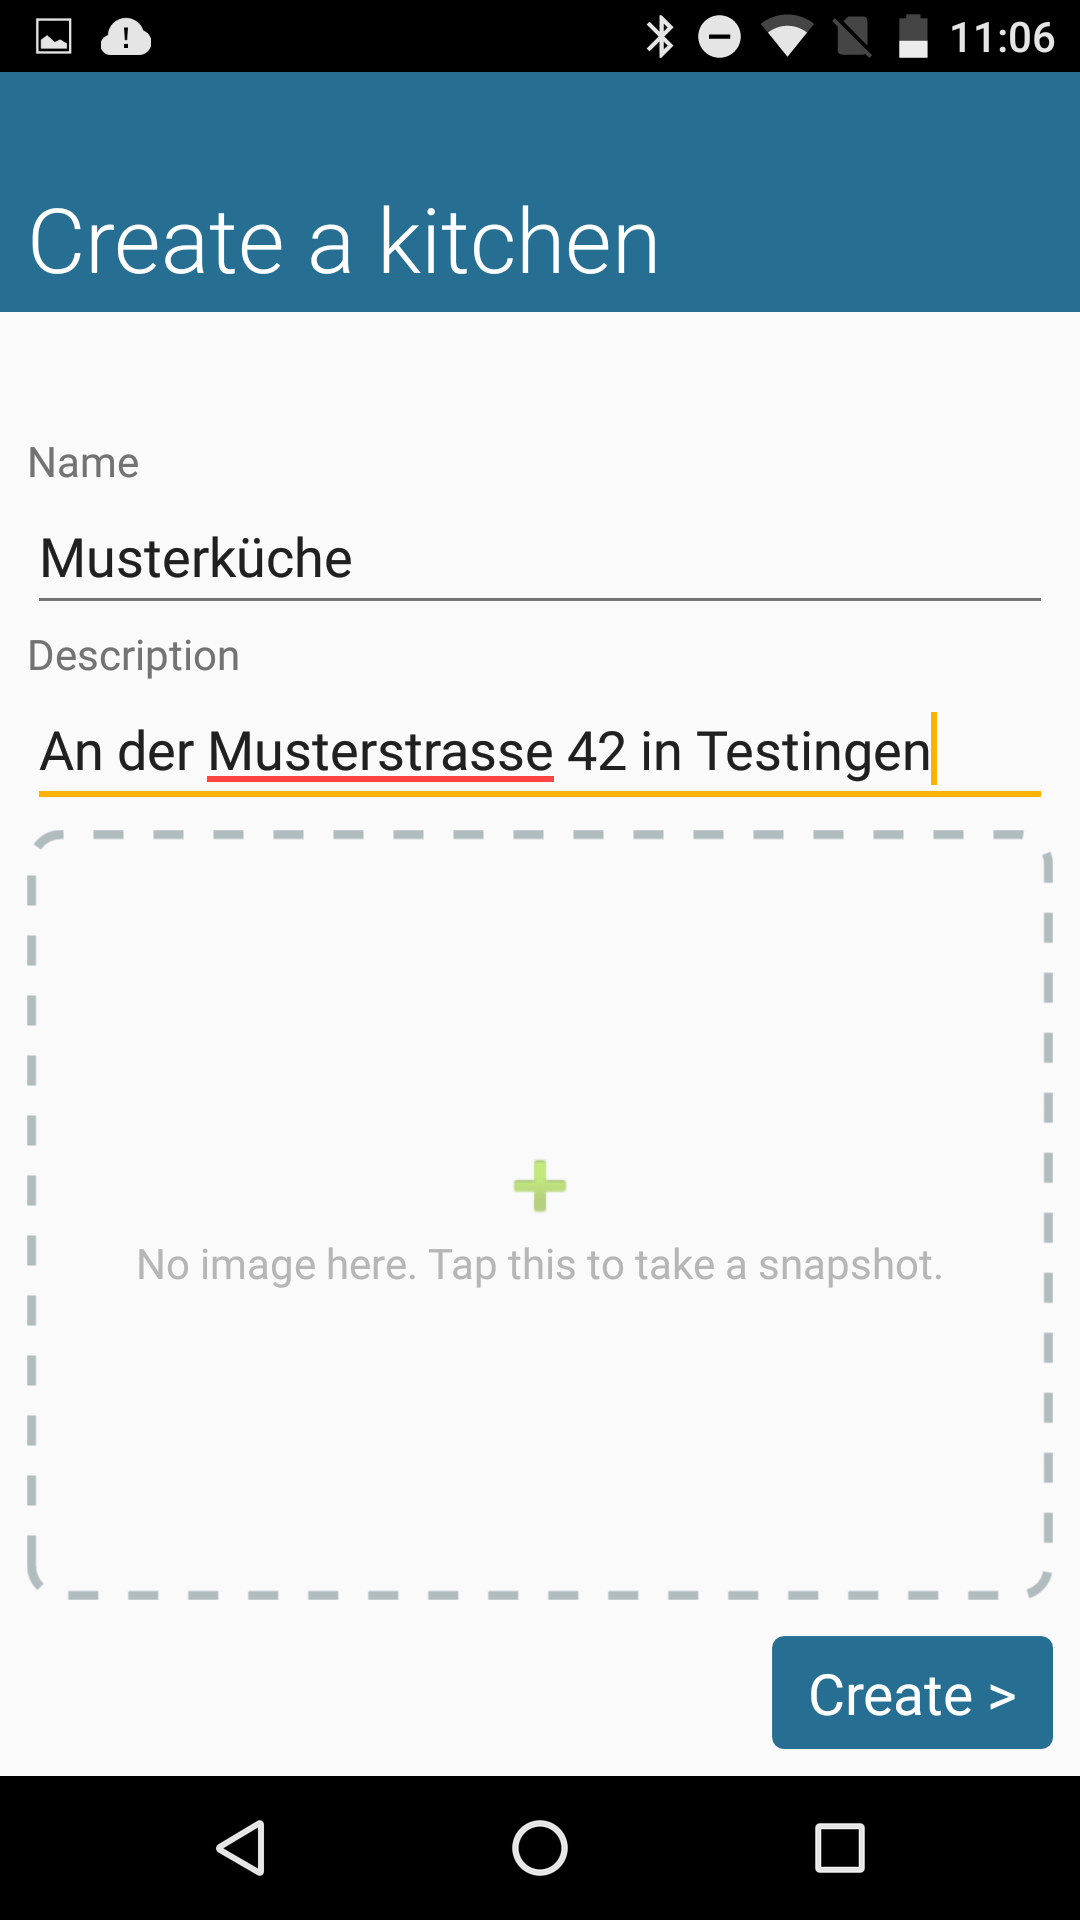 11:06
Create a kitchen
Name
Musterküche
Description
An der Musterstrasse 42 in Testingen
No image here. Tap this to take a snapshot.
Create >